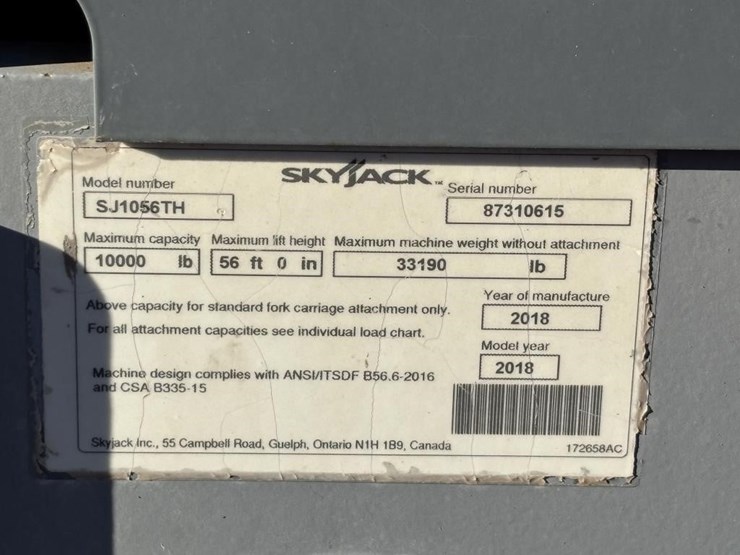 SKYJACK™
Model number
SJ1056TH
Serial number
87310615
Maximum capacity Maximum lift height Maximum machine weight without attachment
10000 lb 56 ft 0 in 33190 lb
Above capacity for standard fork carriage attachment only.
For all attachment capacities see individual load chart.
Year of manufacture
2018
Model year
2018
Machine design complies with ANSI/ITSDF B56.6-2016
and CSA B335-15
Skyjack Inc., 55 Campbell Road, Guelph, Ontario N1H 1B9, Canada
172658AC